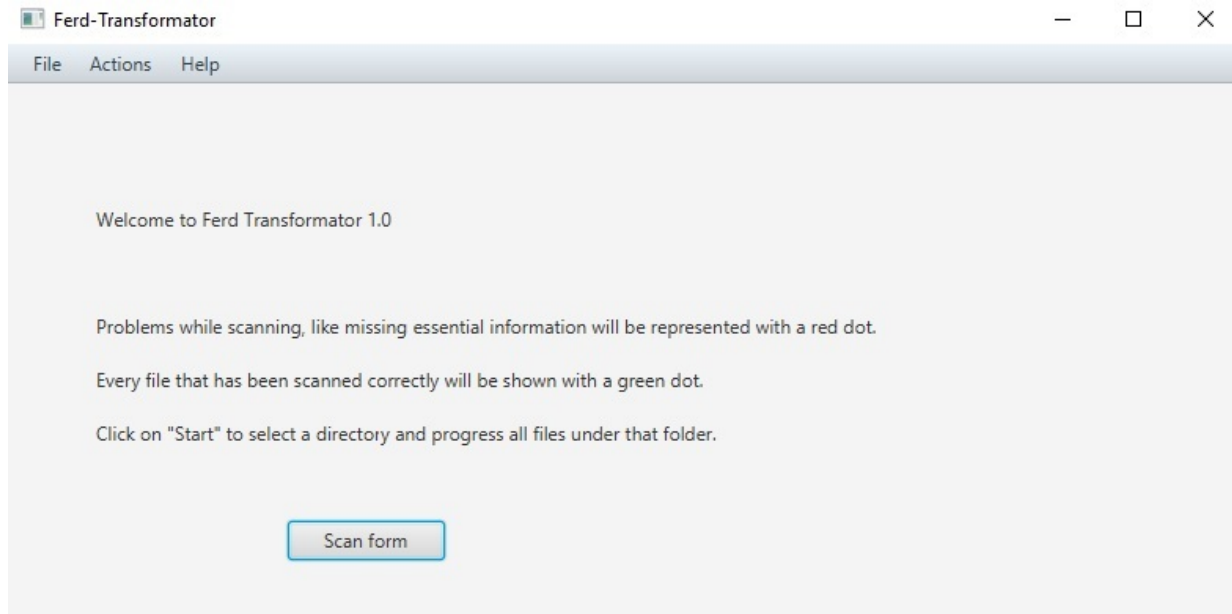 Ferd-Transformator
File Actions Help
Welcome to Ferd Transformator 1.0
Problems while scanning, like missing essential information will be represented with a red dot.
Every file that has been scanned correctly will be shown with a green dot.
Click on "Start" to select a directory and progress all files under that folder.
Scan form